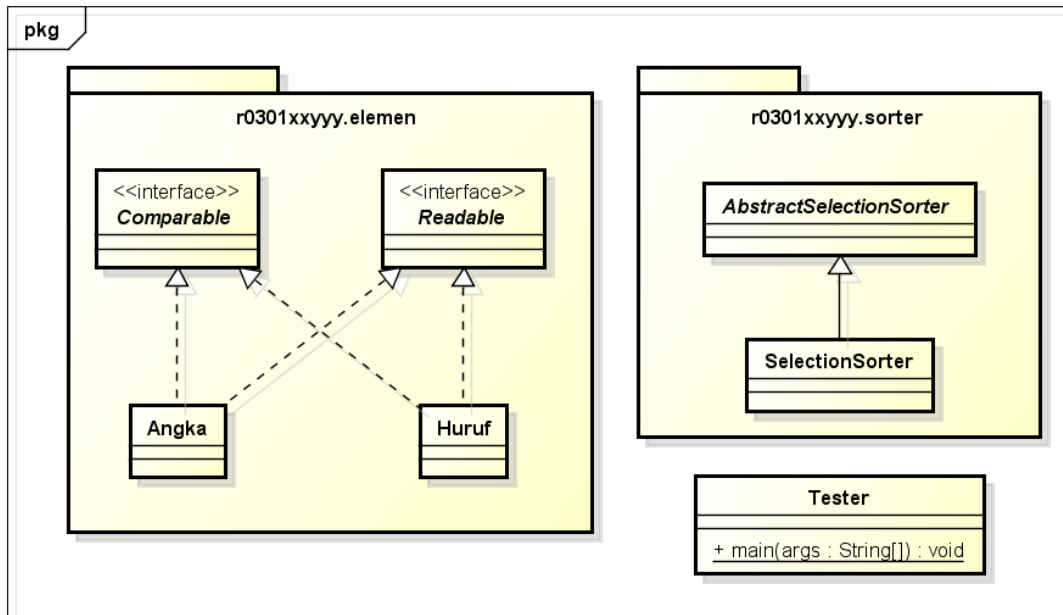 pkg
r0301xxyyy.elemen
<<interface>>
Comparable
<<interface>>
Readable
Angka
Huruf
r0301xxyyy.sorter
AbstractSelectionSorter
SelectionSorter
Tester
+ main(args : String[]) : void